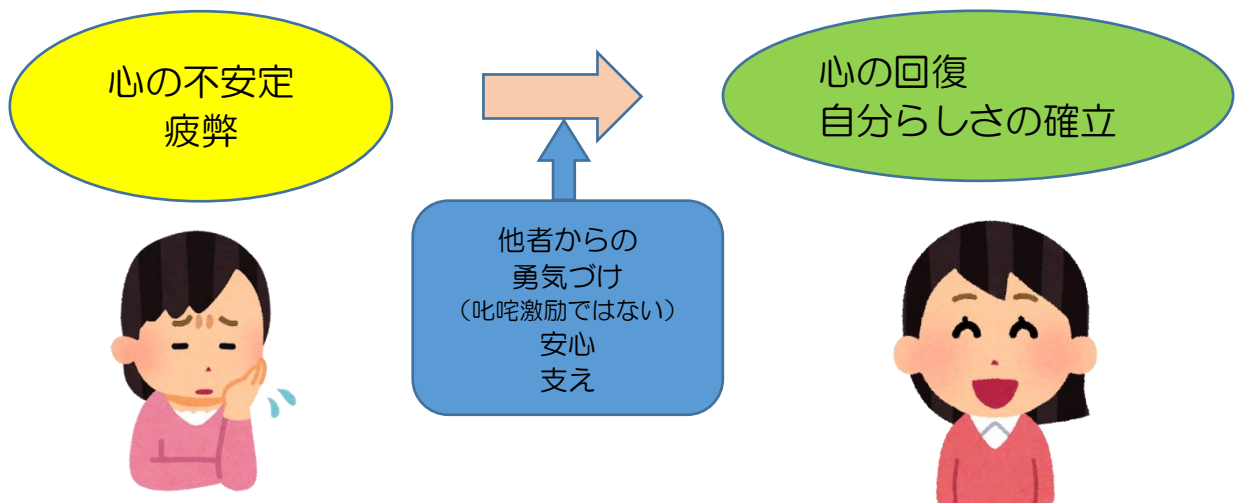 心の不安定
疲弊
心の回復
自分らしさの確立
他者からの
勇気づけ
（叱咤激励ではない）
安心
支え